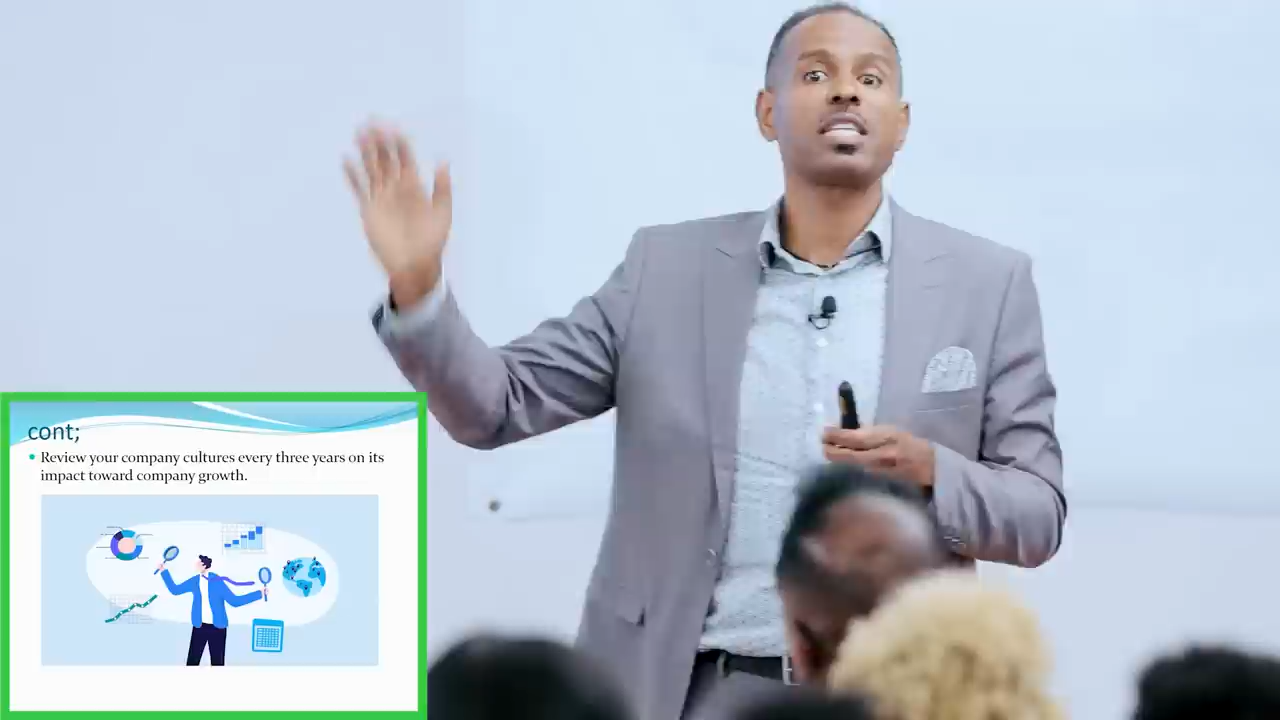 cont;
Review your company cultures every three years on its
impact toward company growth.